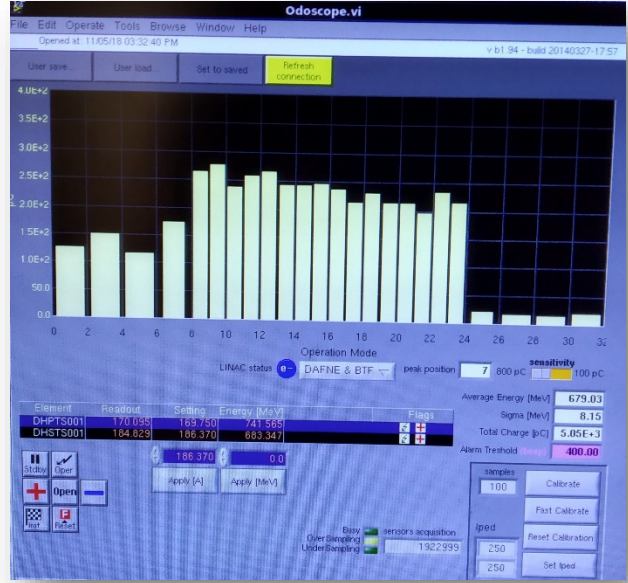 Odoscope.vi
File Edit Operate Tools Browse Window Help
Opened at: 11/05/18 03:32:40 PM
v b1.94 - build 20140327-17:57
User save... User load... Set to saved Refresh connection
4.0E+2
3.5E+2
3.0E+2
2.5E+2
2.0E+2
1.5E+2
1.0E+2
50.0
0.0
0 2 4 6 8 10 12 14 16 18 20 22 24 26 28 30 32
Operation Mode
LINAC status e- DAFNE & BTF peak position 7 800 pC sensitivity 100 pC
Average Energy [MeV] 679.03
Sigma [MeV] 8.15
Total Charge [pC] 5.05E+3
Alarm Treshold 400.00
Element Readout Setting Energy [MeV] Flags
DHPTS001 170.095 169.750 741.565
DHSTS001 184.829 186.370 683.347
186.370 0.0
Apply [A] Apply [MeV]
Stdby Oper
Open
Init Reset
Busy
OverSampling
UnderSampling
sensors acquisition
1922999
samples
100
Iped
250
250
Calibrate
Fast Calibrate
Reset Calibration
Set Iped